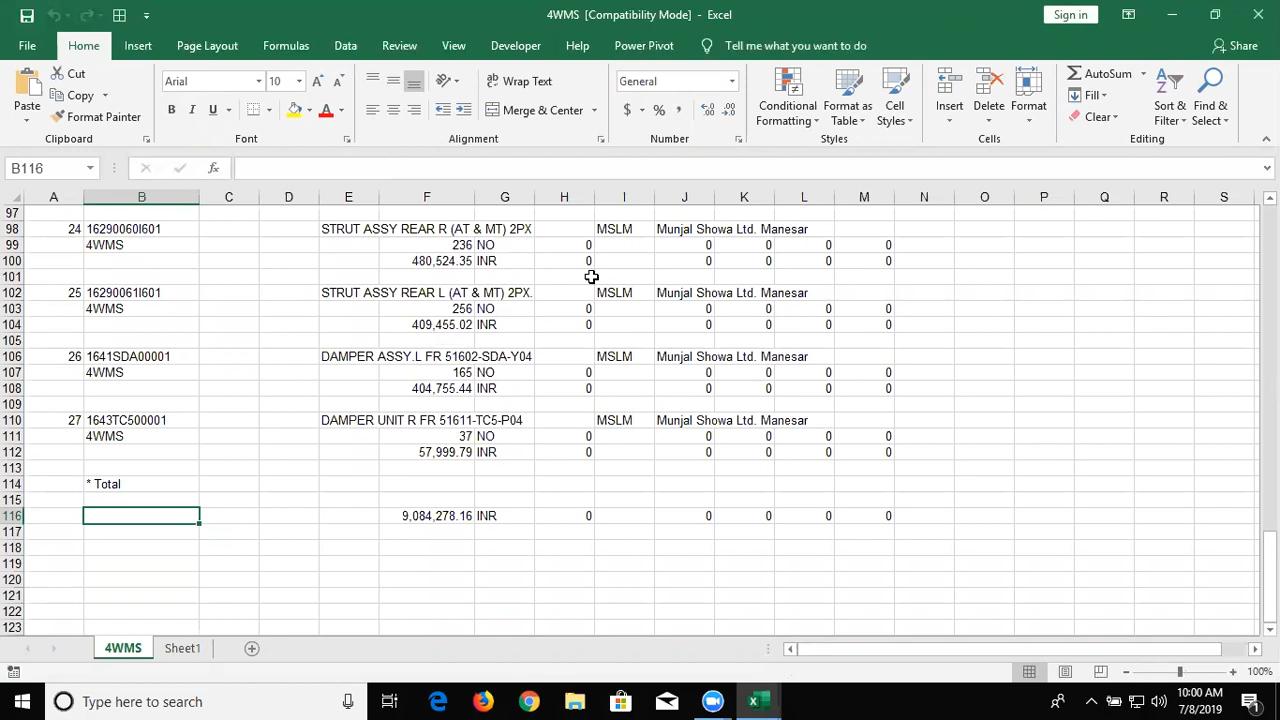 4WMS [Compatibility Mode] - Excel
Sign in
File Home Insert Page Layout Formulas Data Review View Developer Help Power Pivot Tell me what you want to do Share
Paste
Cut
Copy
Format Painter
Clipboard
Arial 10
B I U
Font
Wrap Text
Merge & Center
Alignment
General
$ %
Number
Conditional Formatting
Format as Table
Cell Styles
Styles
Insert Delete Format
Cells
AutoSum
Fill
Clear
Sort & Filter
Find & Select
Editing
B116 fx
A B C D E F G H I J K L M N O P Q R S
97
98 24 16290060I601 STRUT ASSY REAR R (AT & MT) 2PX MSLM Munjal Showa Ltd. Manesar
99 4WMS 236 NO 0 0 0 0 0
100 480,524.35 INR 0 0 0 0 0
101
102 25 16290061I601 STRUT ASSY REAR L (AT & MT) 2PX. MSLM Munjal Showa Ltd. Manesar
103 4WMS 256 NO 0 0 0 0 0
104 409,455.02 INR 0 0 0 0 0
105
106 26 1641SDA00001 DAMPER ASSY.L FR 51602-SDA-Y04 MSLM Munjal Showa Ltd. Manesar
107 4WMS 165 NO 0 0 0 0 0
108 404,755.44 INR 0 0 0 0 0
109
110 27 1643TC500001 DAMPER UNIT R FR 51611-TC5-P04 MSLM Munjal Showa Ltd. Manesar
111 4WMS 37 NO 0 0 0 0 0
112 57,999.79 INR 0 0 0 0 0
113
114 * Total
115
116 9,084,278.16 INR 0 0 0 0 0
117
118
119
120
121
122
123
4WMS Sheet1
100%
Type here to search
10:00 AM
7/8/2019
1